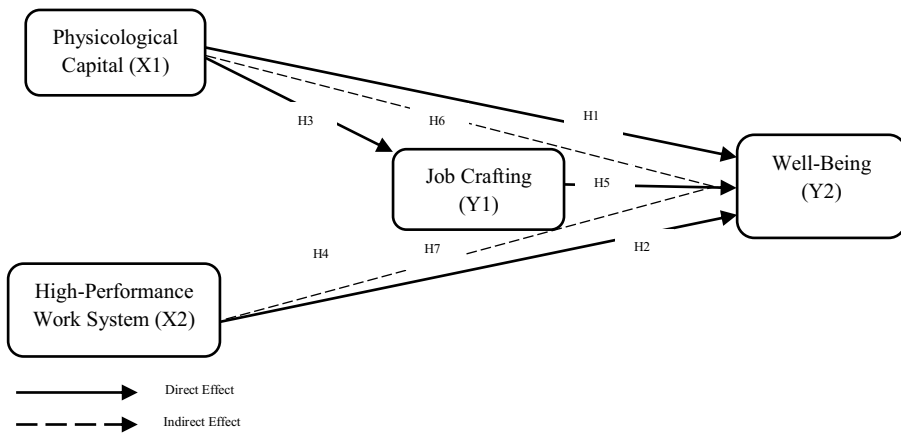 Physicological
Capital (X1)
H1
H3
H6
Job Crafting
(Y1)
H5
Well-Being
(Y2)
H4
H7
H2
High-Performance
Work System (X2)
Direct Effect
Indirect Effect